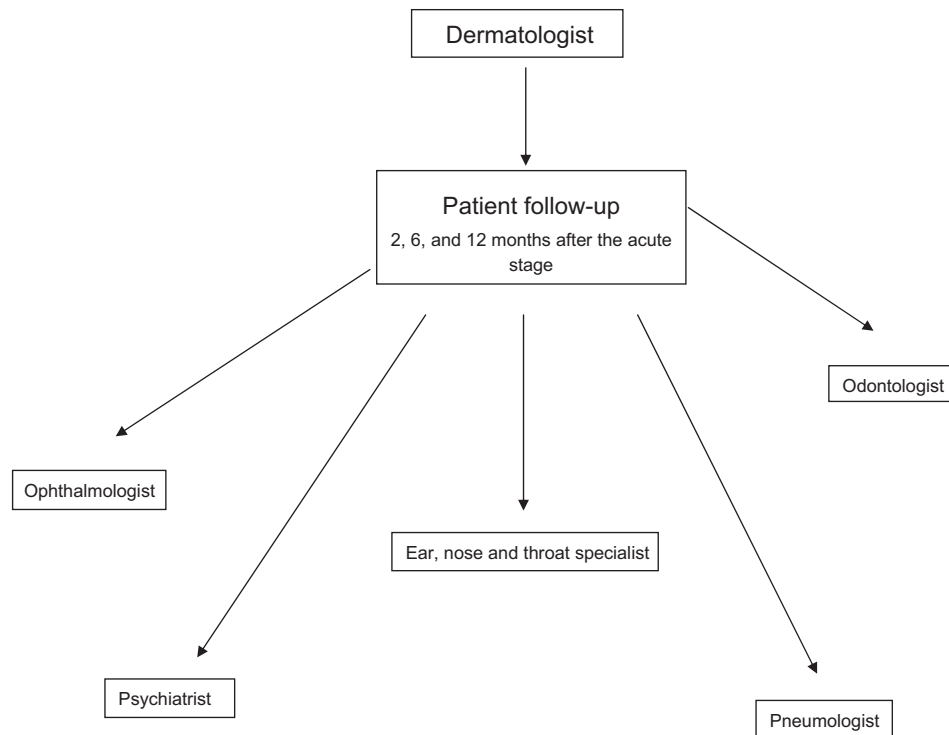 Dermatologist
Patient follow-up
2, 6, and 12 months after the acute
stage
Odontologist
Ophthalmologist
Ear, nose and throat specialist
Psychiatrist
Pneumologist